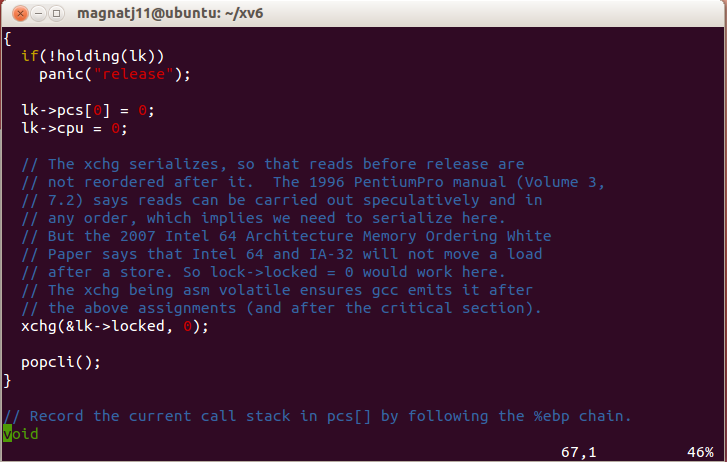 magnatj11@ubuntu: ~/xv6
{
  if(!holding(lk))
    panic("release");

  lk->pcs[0] = 0;
  lk->cpu = 0;

  // The xchg serializes, so that reads before release are
  // not reordered after it.  The 1996 PentiumPro manual (Volume 3,
  // 7.2) says reads can be carried out speculatively and in
  // any order, which implies we need to serialize here.
  // But the 2007 Intel 64 Architecture Memory Ordering White
  // Paper says that Intel 64 and IA-32 will not move a load
  // after a store. So lock->locked = 0 would work here.
  // The xchg being asm volatile ensures gcc emits it after
  // the above assignments (and after the critical section).
  xchg(&lk->locked, 0);

  popcli();
}

// Record the current call stack in pcs[] by following the %ebp chain.
void
67,1 46%